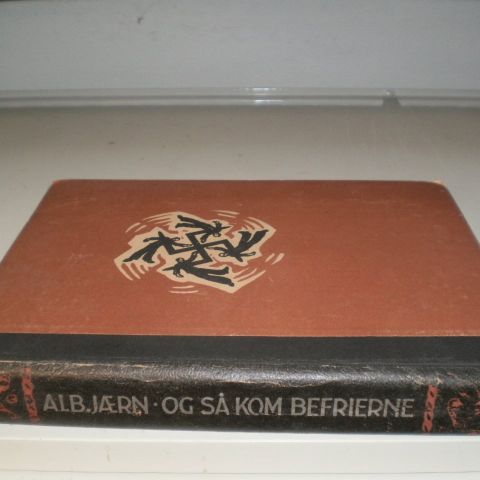 ALB. JÆRN · OG SÅ KOM BEFRIERNE